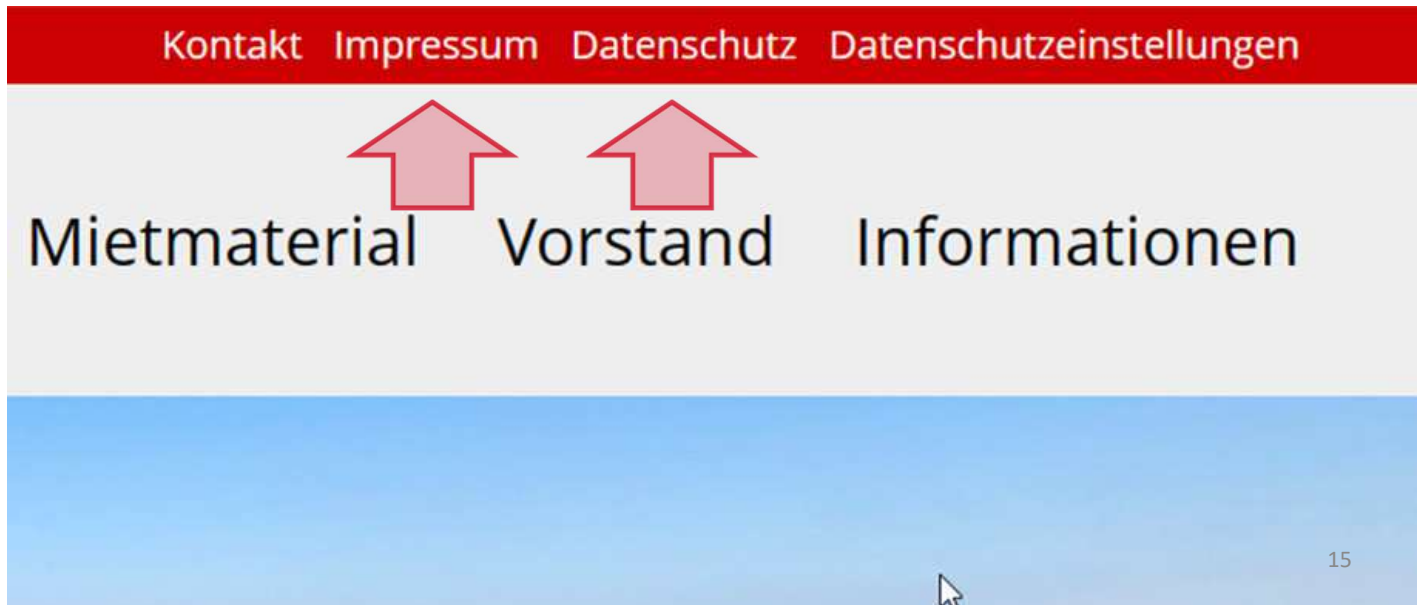 Kontakt Impressum Datenschutz Datenschutzeinstellungen
Mietmaterial Vorstand Informationen
15